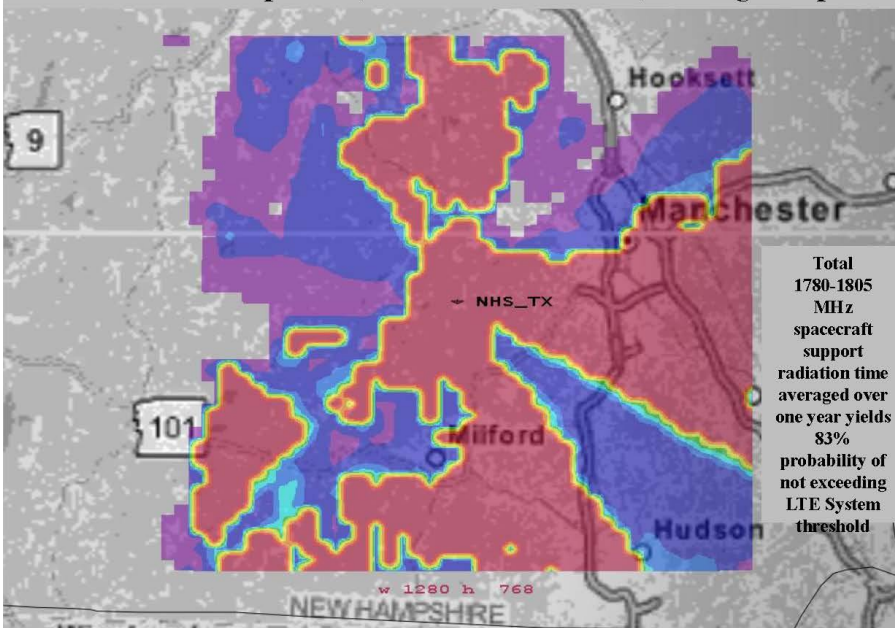 Hooksett
9
Manchester
Total
1780-1805
MHz
spacecraft
support
radiation time
averaged over
one year yields
83%
probability of
not exceeding
LTE System
threshold
NHS_TX
101
Milford
Hudson
w 1280 h 768
NEW HAMPSHIRE